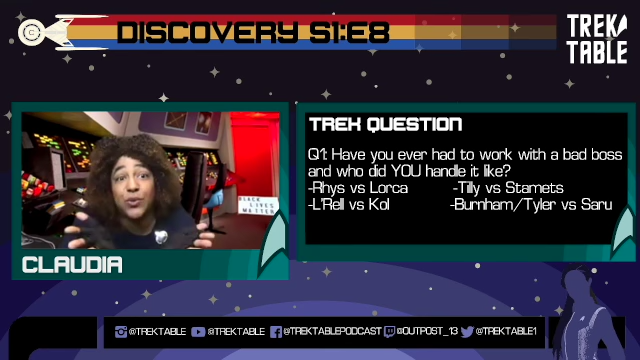 DISCOVERY S1:E8
TREK
TABLE
TREK QUESTION
Q1: Have you ever had to work with a bad boss
and who did YOU handle it like?
-Rhys vs Lorca -Tilly vs Stamets
-L'Rell vs Kol -Burnham/Tyler vs Saru
BLACK
LIVES
MATTER
CLAUDIA
@TREKTABLE @TREKTABLE @TREKTABLEPODCAST @OUTPOST_13 @TREKTABLE1